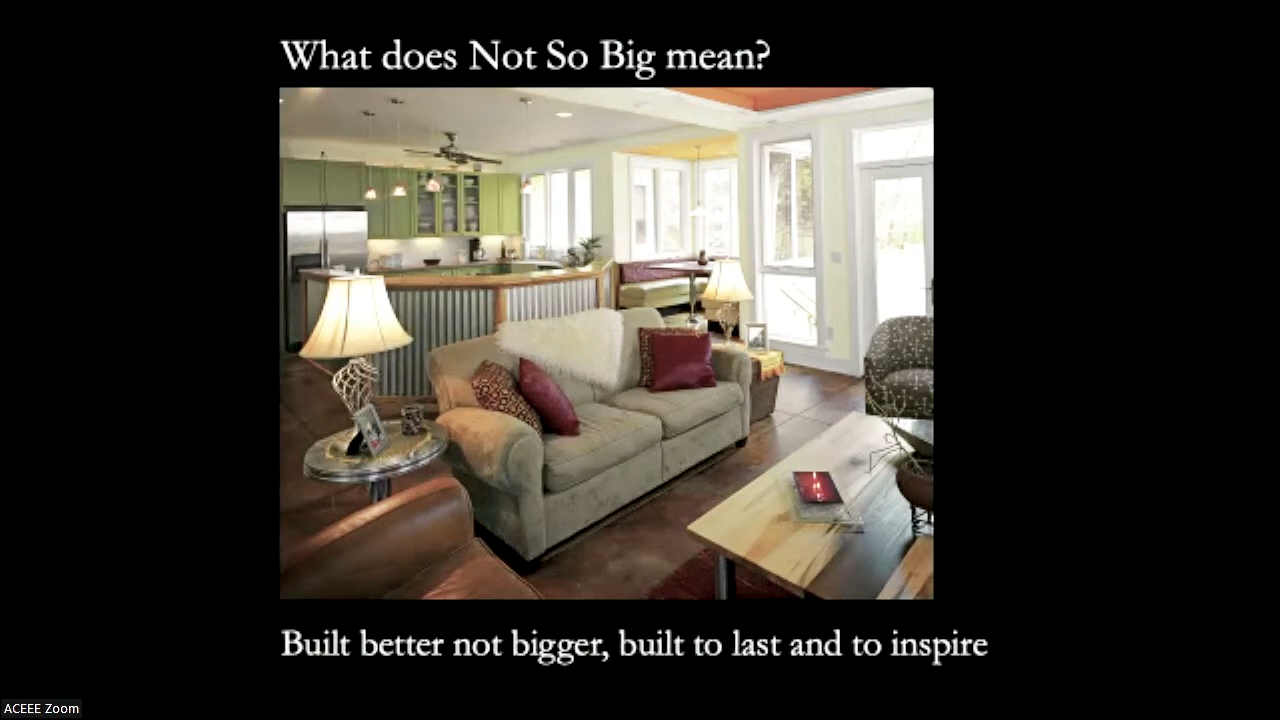 What does Not So Big mean?
Built better not bigger, built to last and to inspire
ACEEE Zoom